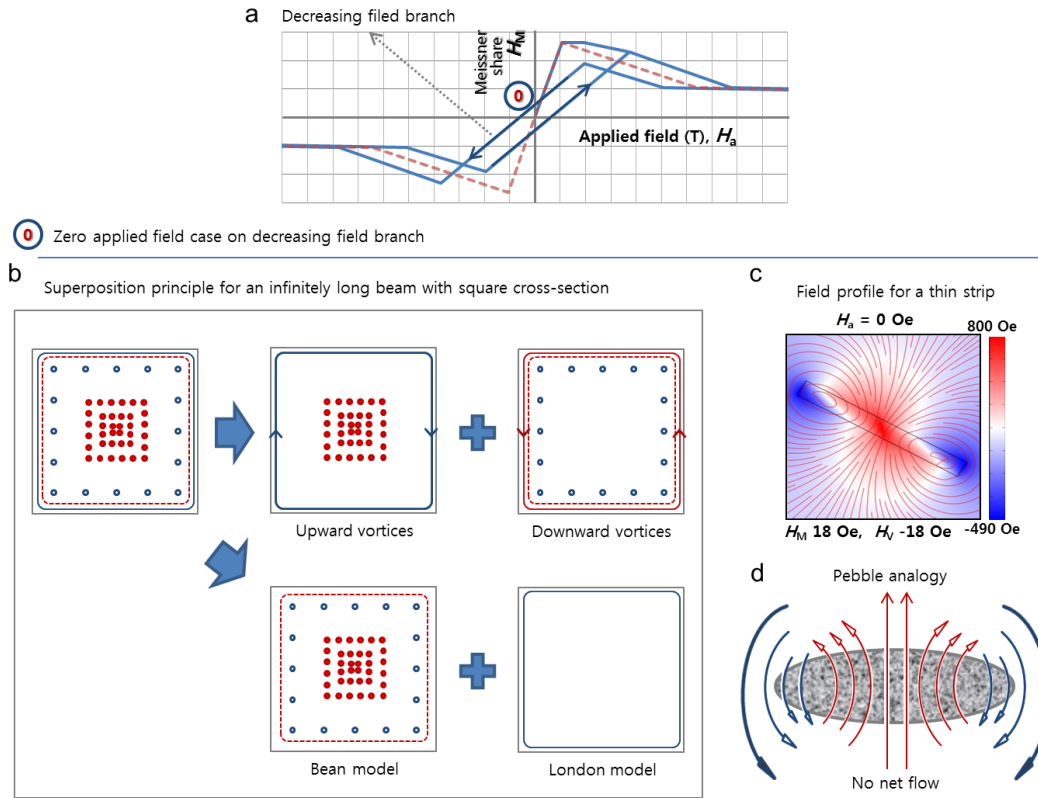 a
Decreasing filed branch
Meissner
share
H_M
0
Applied field (T), H_a
0 Zero applied field case on decreasing field branch
b
Superposition principle for an infinitely long beam with square cross-section
Upward vortices
Downward vortices
Bean model
London model
c
Field profile for a thin strip
H_a = 0 Oe
800 Oe
-490 Oe
H_M 18 Oe, H_V -18 Oe
d
Pebble analogy
No net flow